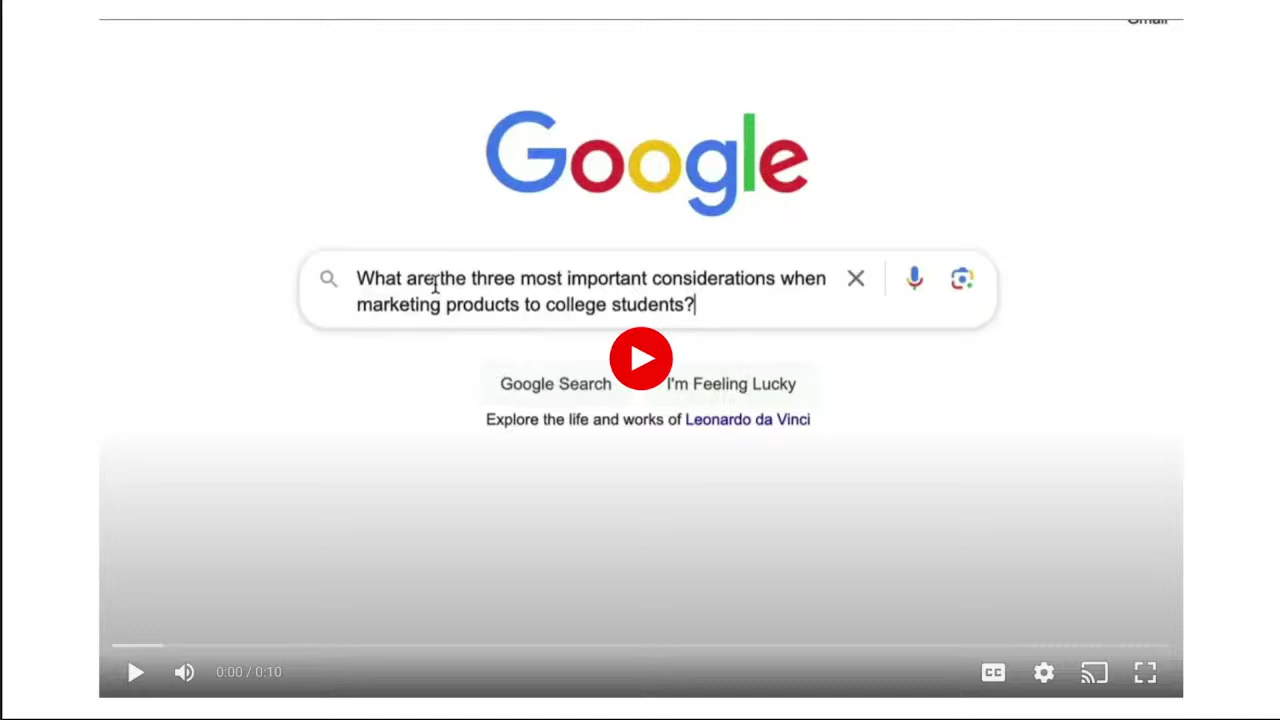 Gmail
Google
What are the three most important considerations when
marketing products to college students?
Google Search
I'm Feeling Lucky
Explore the life and works of Leonardo da Vinci
0:00 / 0:10
CC